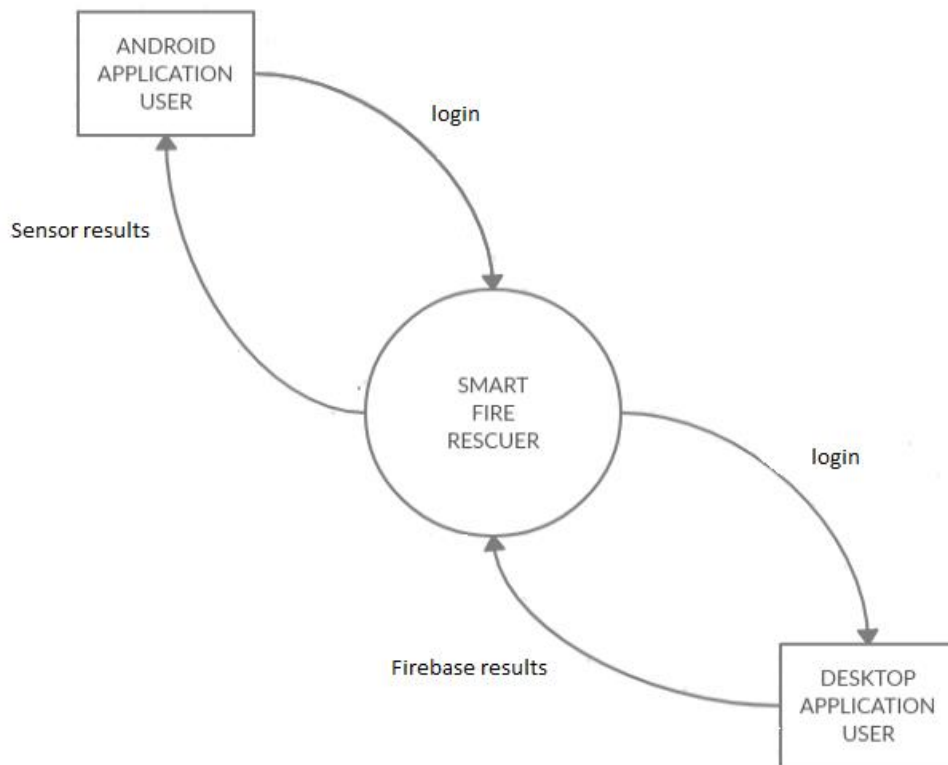 ANDROID
APPLICATION
USER
login
Sensor results
SMART
FIRE
RESCUER
login
Firebase results
DESKTOP
APPLICATION
USER